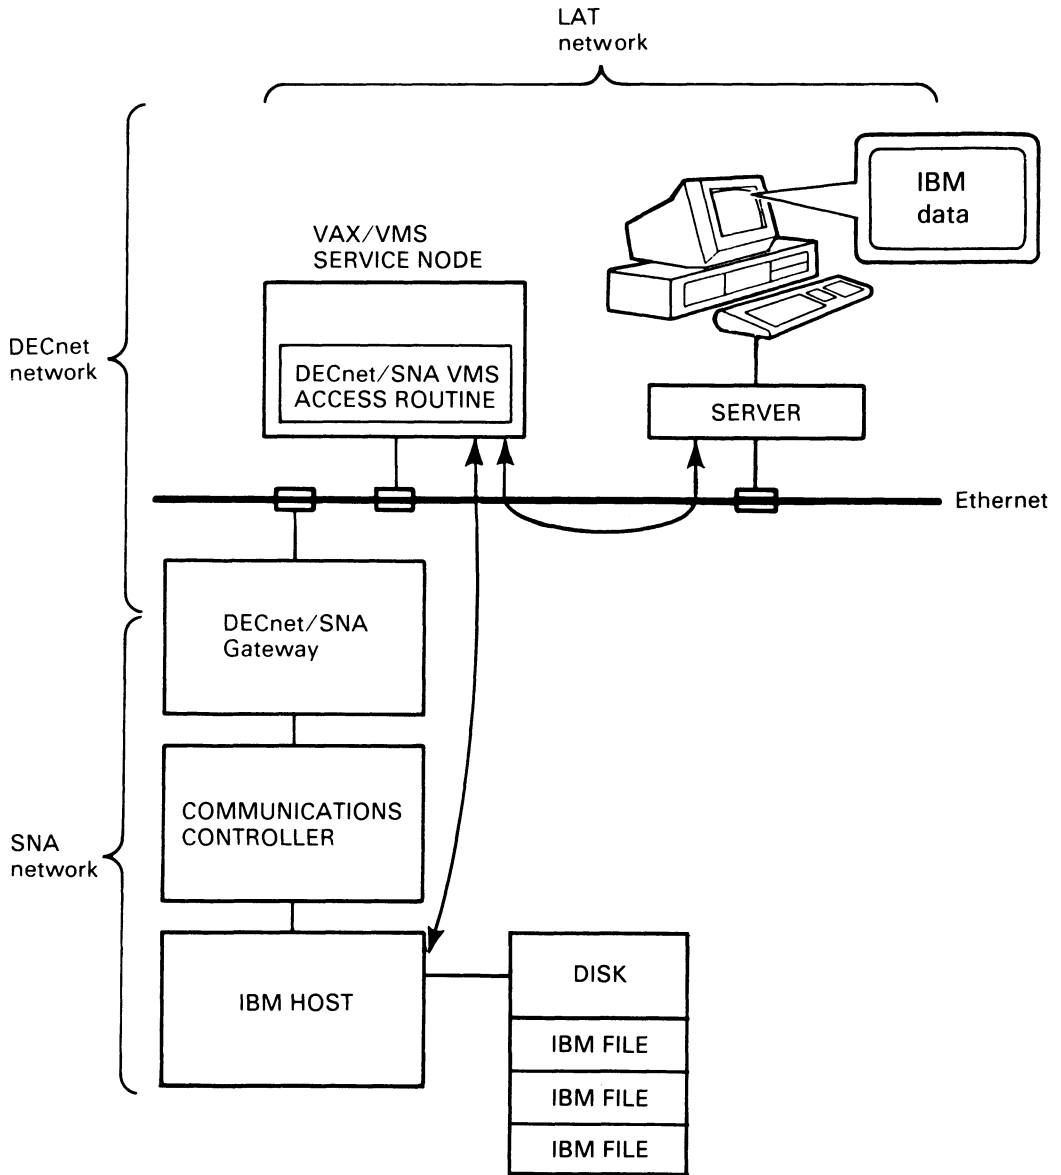 LAT
network
IBM
data
VAX/VMS
SERVICE NODE
DECnet
network
DECnet/SNA VMS
ACCESS ROUTINE
SERVER
Ethernet
DECnet/SNA
Gateway
COMMUNICATIONS
CONTROLLER
SNA
network
IBM HOST
DISK
IBM FILE
IBM FILE
IBM FILE